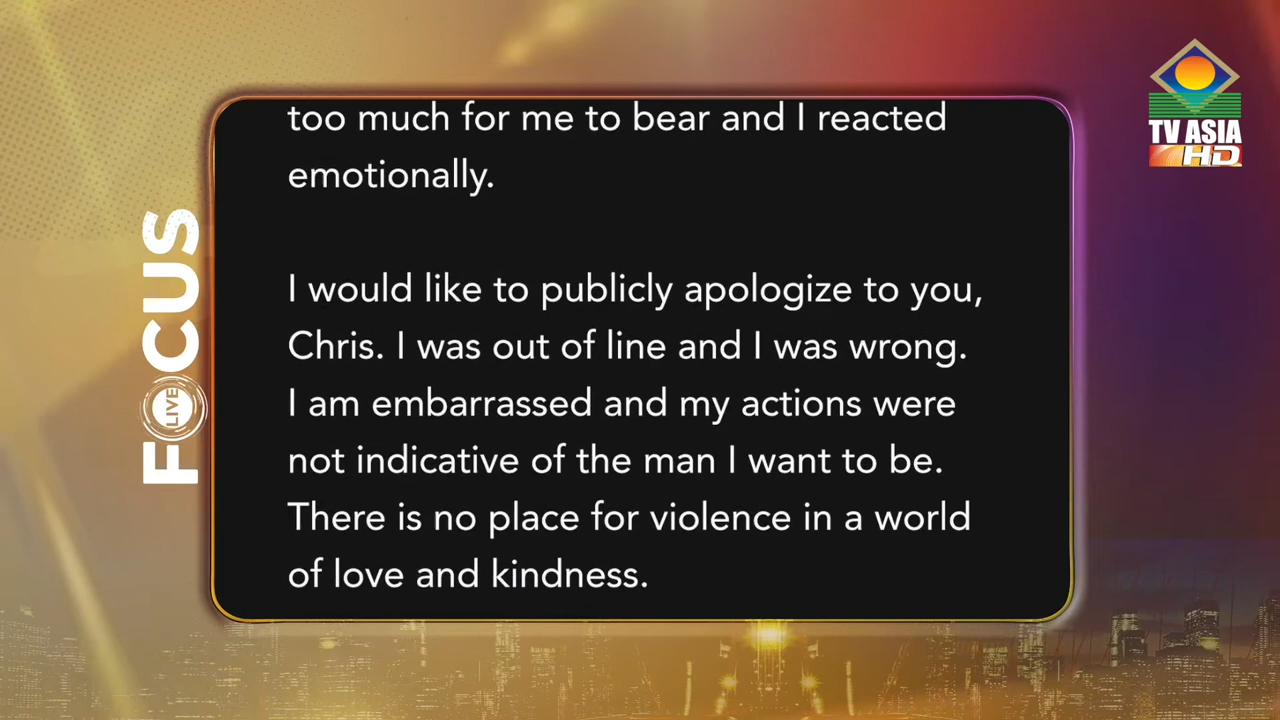 too much for me to bear and I reacted
emotionally.
I would like to publicly apologize to you,
Chris. I was out of line and I was wrong.
I am embarrassed and my actions were
not indicative of the man I want to be.
There is no place for violence in a world
of love and kindness.
FOCUS
LIVE
TV ASIA
HD